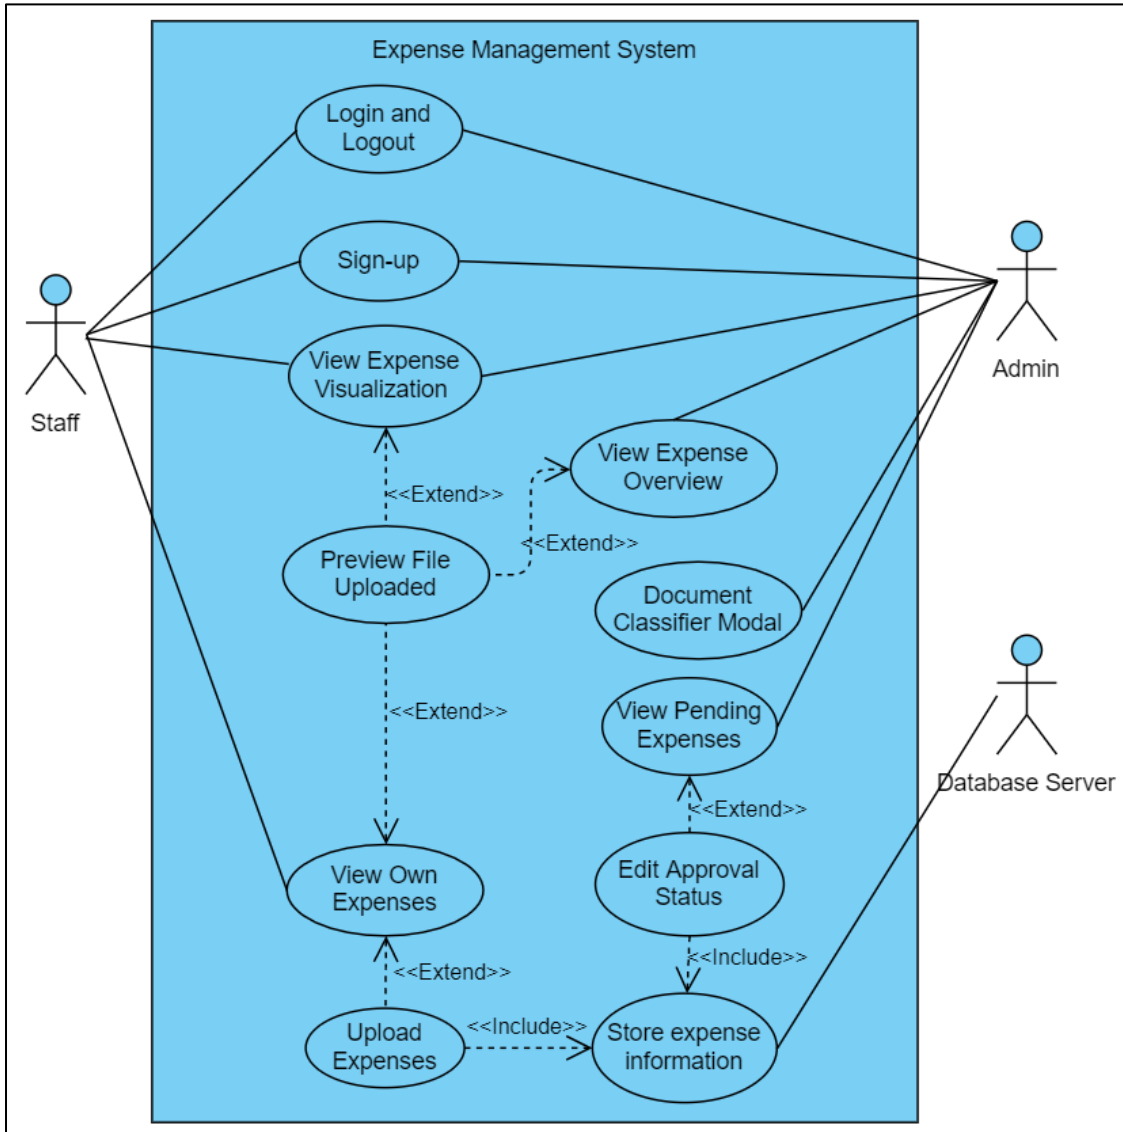 Expense Management System
Login and
Logout
Sign-up
View Expense
Visualization
Staff
Admin
View Expense
Overview
<<Extend>>
<<Extend>>
Preview File
Uploaded
Document
Classifier Modal
<<Extend>>
View Pending
Expenses
Database Server
<<Extend>>
View Own
Expenses
Edit Approval
Status
<<Extend>>
<<Include>>
Upload
Expenses
<<Include>>
Store expense
information